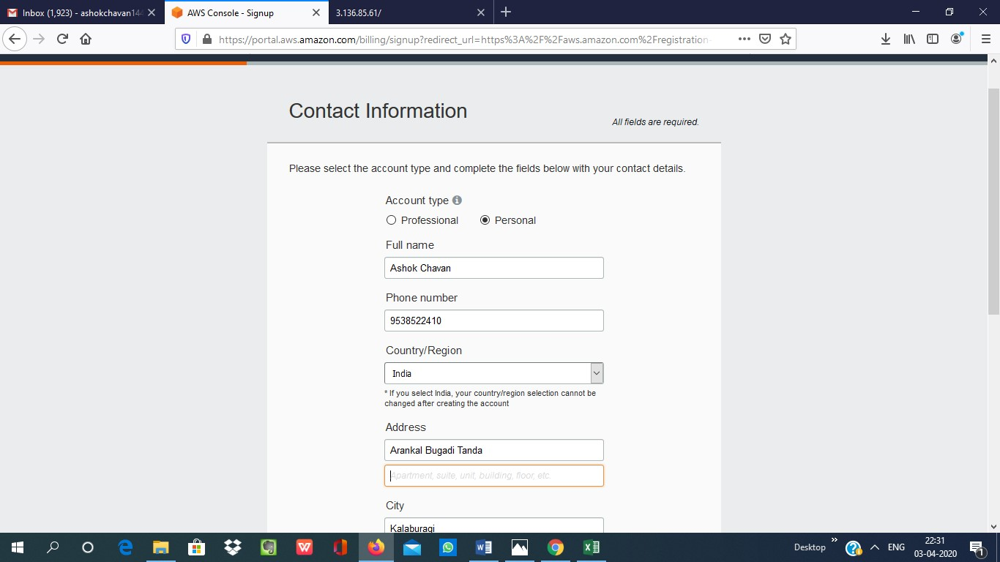 Inbox (1,923) - ashokchavan144
AWS Console - Signup
3.136.85.61/
https://portal.aws.amazon.com/billing/signup?redirect_url=https%3A%2F%2Faws.amazon.com%2Fregistration-
Contact Information
All fields are required.
Please select the account type and complete the fields below with your contact details.
Account type
Professional
Personal
Full name
Ashok Chavan
Phone number
9538522410
Country/Region
India
* If you select India, your country/region selection cannot be
changed after creating the account
Address
Arankal Bugadi Tanda
Apartment, suite, unit, building, floor, etc.
City
Kalaburagi
Desktop
ENG
22:31
03-04-2020
1